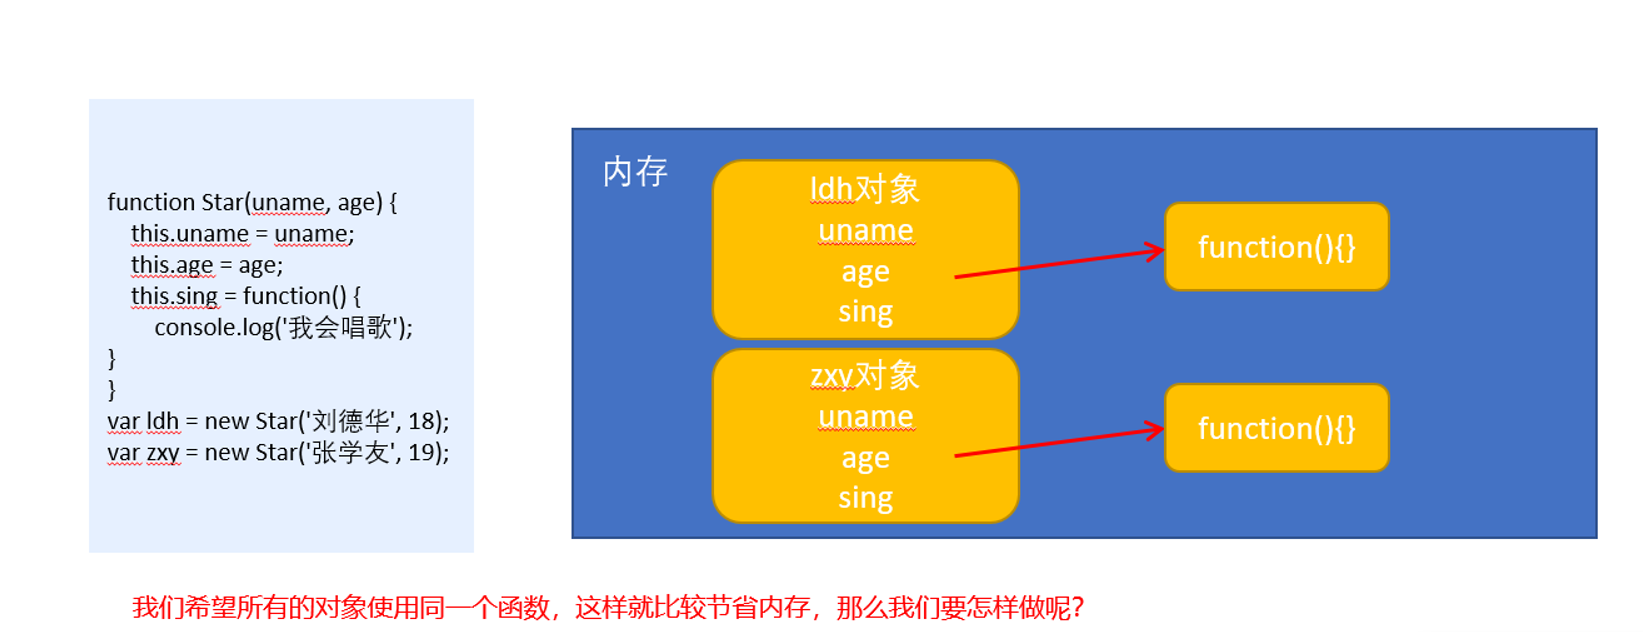 function Star(uname, age) {
this.uname = uname;
this.age = age;
this.sing = function() {
console.log('我会唱歌');
}
}
var ldh = new Star('刘德华', 18);
var zxy = new Star('张学友', 19);
内存
ldh对象
uname
age
sing
function(){}
zxy对象
uname
age
sing
function(){}
我们希望所有的对象使用同一个函数，这样就比较节省内存，那么我们要怎样做呢？